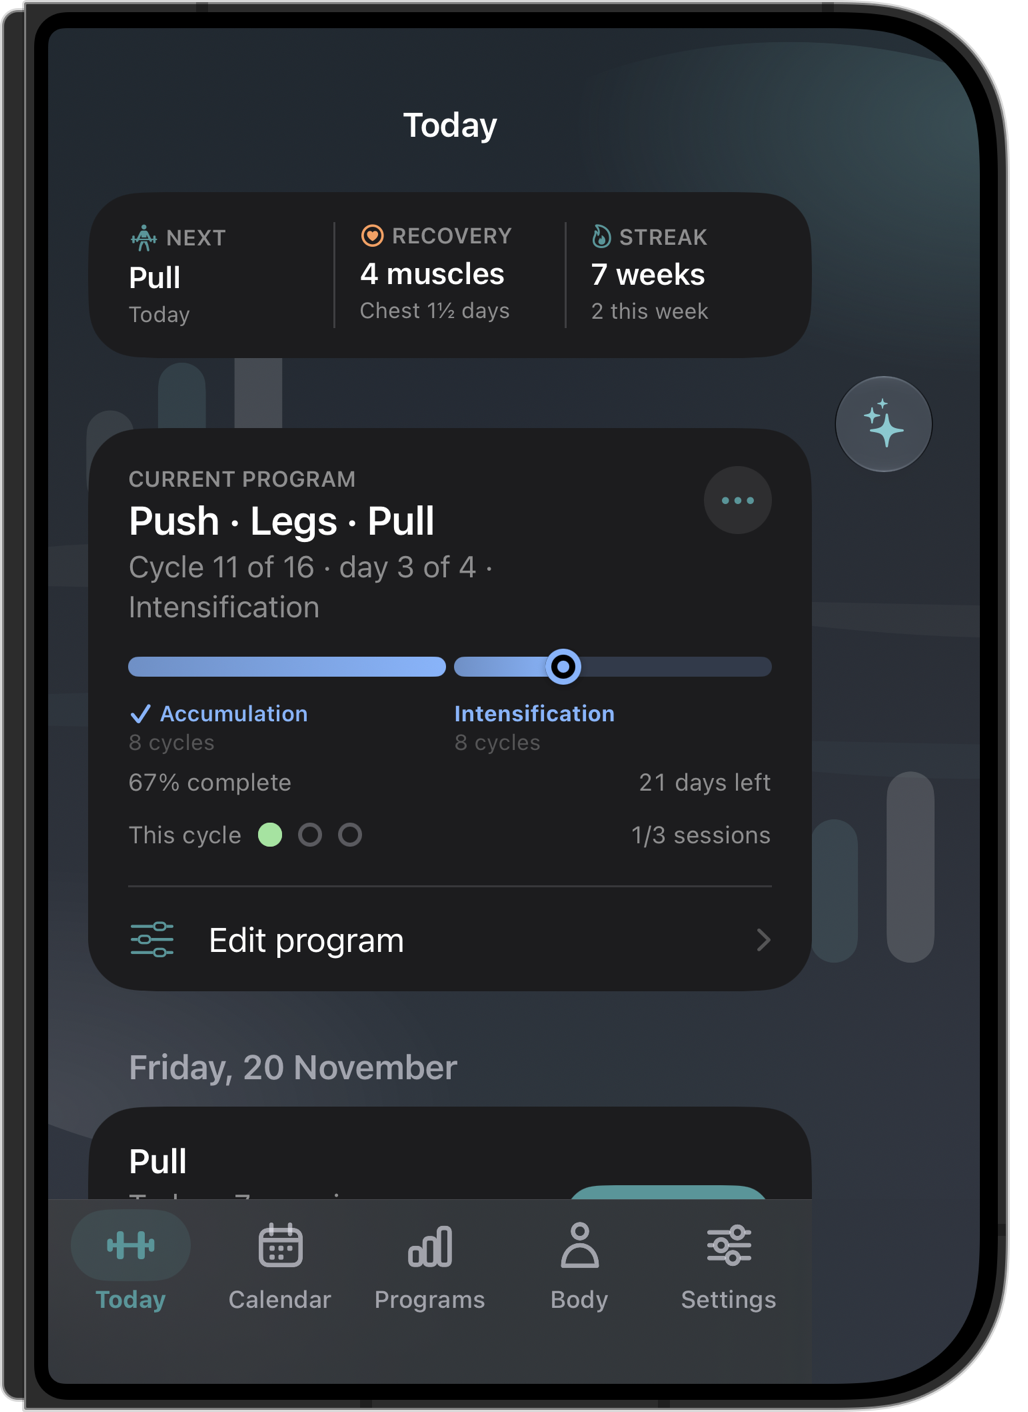 Today
NEXT
Pull
Today
RECOVERY
4 muscles
Chest 1½ days
STREAK
7 weeks
2 this week
CURRENT PROGRAM
Push · Legs · Pull
Cycle 11 of 16 · day 3 of 4 ·
Intensification
Accumulation
8 cycles
Intensification
8 cycles
67% complete
21 days left
This cycle
1/3 sessions
Edit program
Friday, 20 November
Pull
Today
Calendar
Programs
Body
Settings